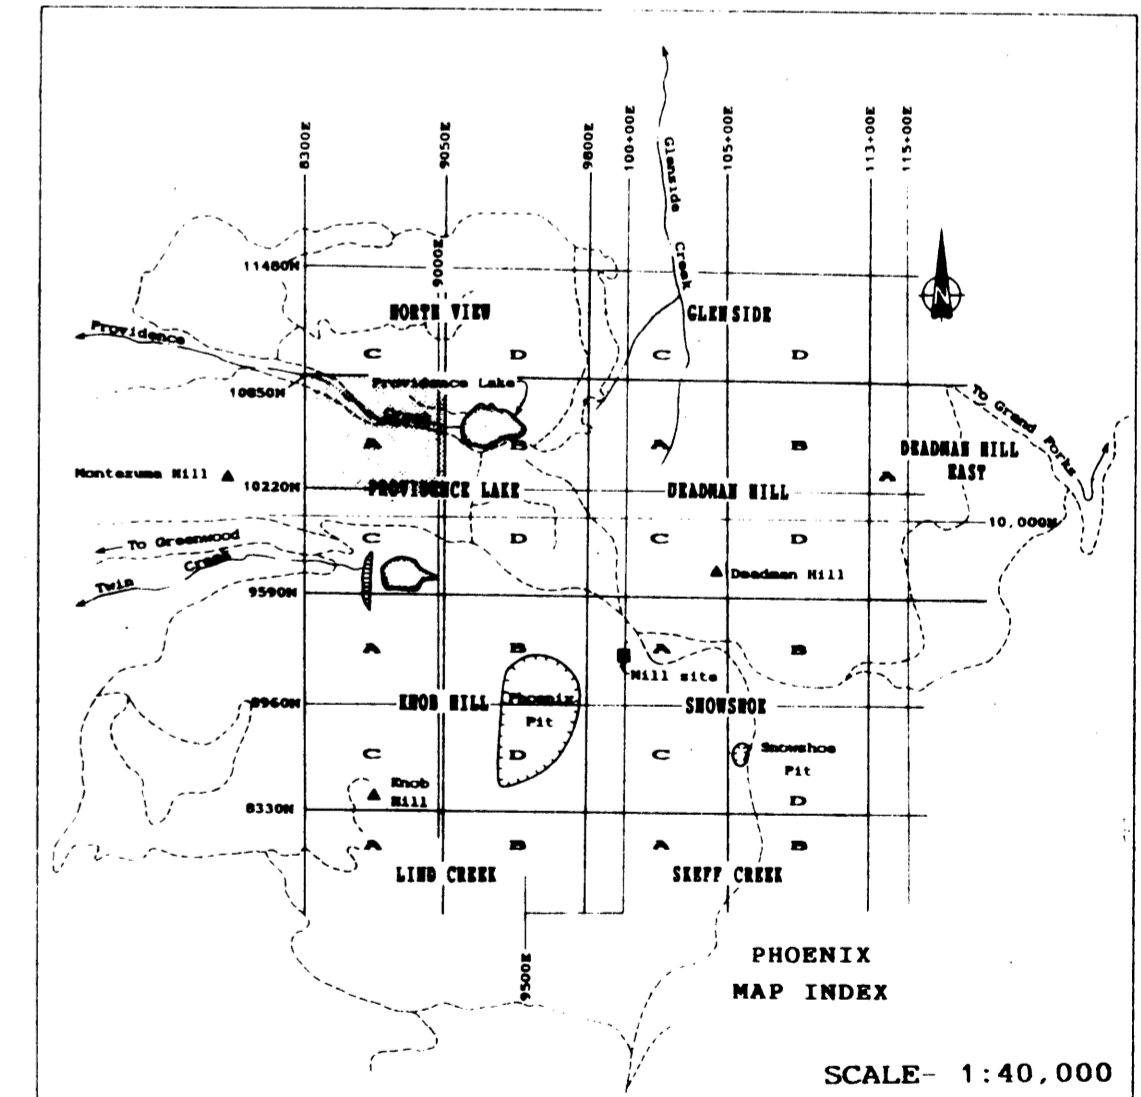 8300E
9050E
9800E
100+00E
105+00E
113+00E
115+00E
9000E
Glenside
Creek
11480N
NORTH VIEW
GLENSIDE
N
Providence
C
D
C
D
Providence Lake
10850N
To Grand Forks
Creek
A
B
A
B
DEADMAN HILL
EAST
A
Montezuma Hill
10220N
PROVIDENCE LAKE
DEADMAN HILL
10,000N
To Greenwood
C
D
C
D
Twin
Creek
Deadman Hill
9590N
A
B
A
B
Mill site
8960N
KNOB HILL
Phoenix
Pit
SNOWSHOE
C
D
C
Snowshoe
Pit
Knob
Hill
D
8330N
A
B
A
B
LIND CREEK
SKEFF CREEK
9500E
PHOENIX
MAP INDEX
SCALE- 1:40,000